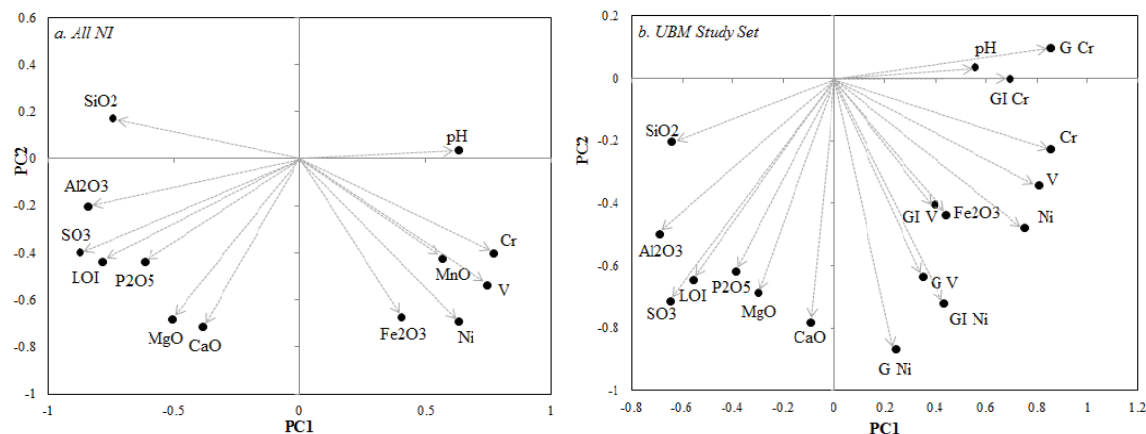 a. All NI
0.6
0.4
0.2
0
-0.2
-0.4
-0.6
-0.8
-1
PC2
SiO2
pH
Al2O3
SO3
LOI
P2O5
MgO
CaO
Cr
MnO
V
Fe2O3
Ni
-1
-0.5
0
0.5
1
PC1
b. UBM Study Set
0.2
0
-0.2
-0.4
-0.6
-0.8
-1
PC2
pH
G Cr
GI Cr
SiO2
Cr
V
GI V
Fe2O3
Ni
Al2O3
SO3
LOI
P2O5
MgO
CaO
G V
GI Ni
G Ni
-0.8
-0.6
-0.4
-0.2
0
0.2
0.4
0.6
0.8
1
1.2
PC1